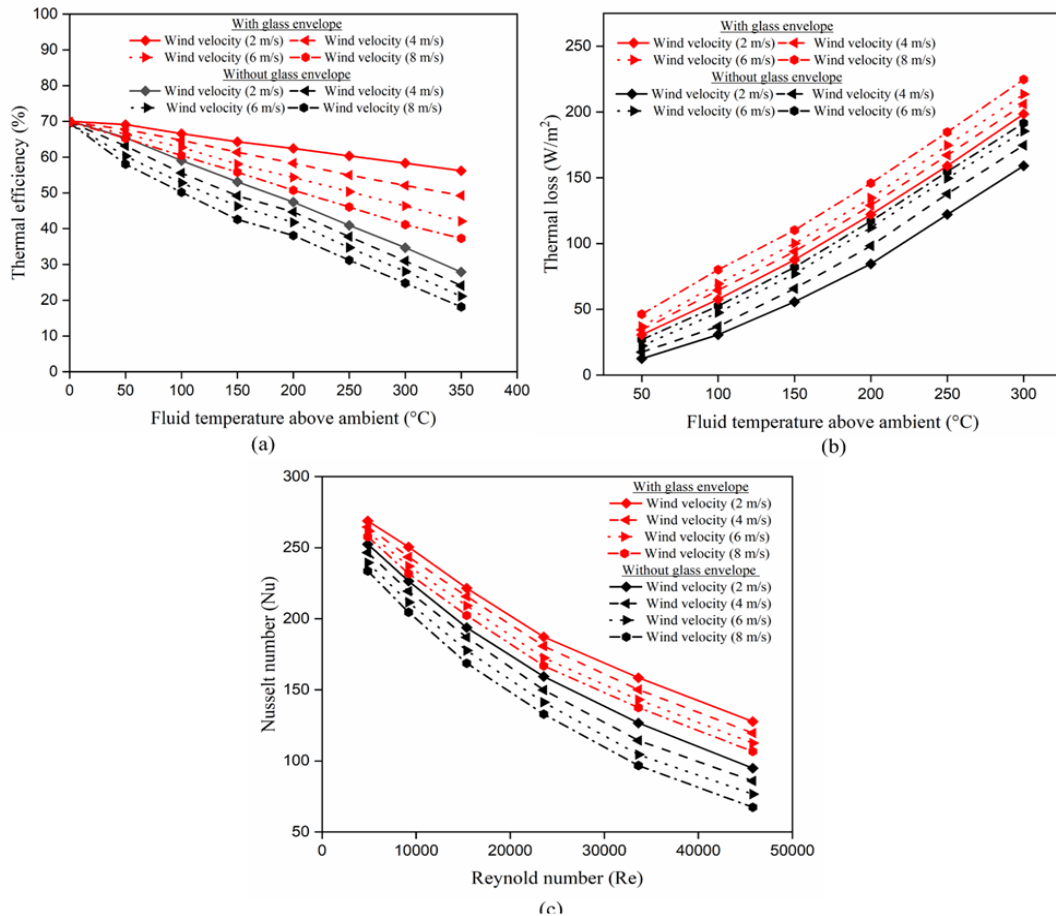 With glass envelope
Wind velocity (2 m/s) Wind velocity (4 m/s)
Wind velocity (6 m/s) Wind velocity (8 m/s)
Without glass envelope
Wind velocity (2 m/s) Wind velocity (4 m/s)
Wind velocity (6 m/s) Wind velocity (8 m/s)
100
90
80
70
60
50
40
30
20
10
0
Thermal efficiency (%)
0 50 100 150 200 250 300 350 400
Fluid temperature above ambient (°C)
(a)
With glass envelope
Wind velocity (2 m/s) Wind velocity (4 m/s)
Wind velocity (6 m/s) Wind velocity (8 m/s)
Without glass envelope
Wind velocity (2 m/s) Wind velocity (4 m/s)
Wind velocity (6 m/s) Wind velocity (6 m/s)
250
200
150
100
50
0
Thermal loss (W/m²)
50 100 150 200 250 300
Fluid temperature above ambient (°C)
(b)
With glass envelope
Wind velocity (2 m/s)
Wind velocity (4 m/s)
Wind velocity (6 m/s)
Wind velocity (8 m/s)
Without glass envelope
Wind velocity (2 m/s)
Wind velocity (4 m/s)
Wind velocity (6 m/s)
Wind velocity (8 m/s)
300
250
200
150
100
50
Nusselt number (Nu)
0 10000 20000 30000 40000 50000
Reynold number (Re)
(c)